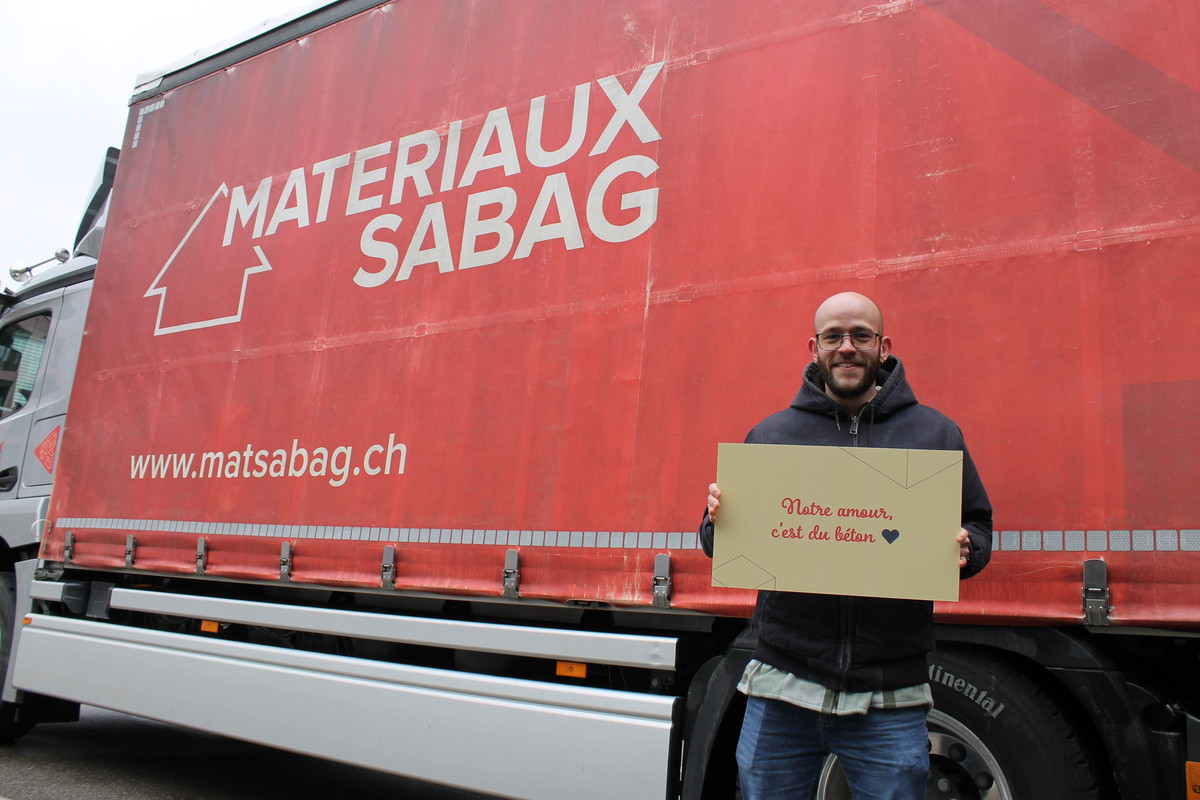 MATERIAUX
SABAG
www.matsabag.ch
Notre amour,
c'est du béton